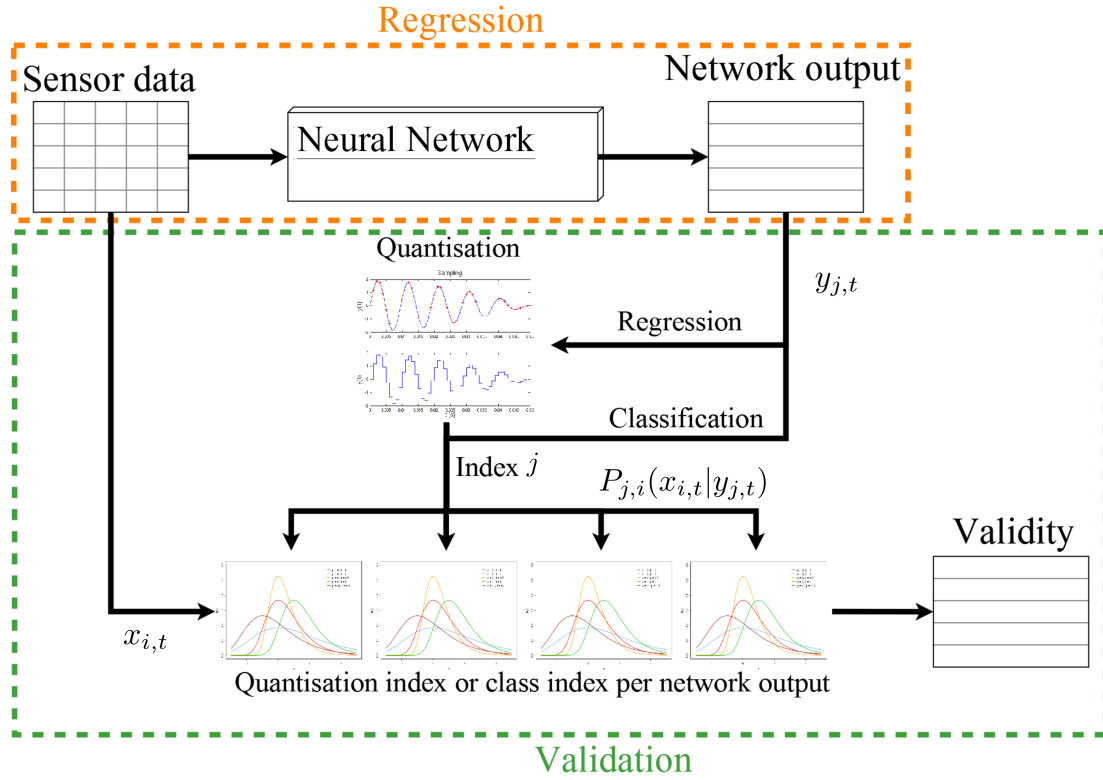 Regression
Sensor data
Network output
Neural Network
Quantisation
Sampling
y(t)
y_{j,t}
Regression
Classification
Index j
P_{j,i}(x_{i,t}|y_{j,t})
Validity
x_{i,t}
Quantisation index or class index per network output
Validation